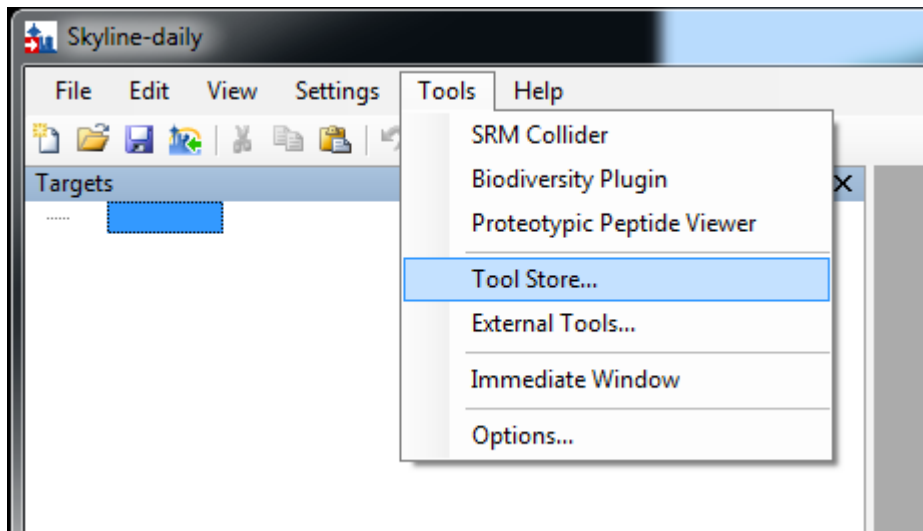 Skyline-daily
File Edit View Settings Tools Help
Targets
SRM Collider
Biodiversity Plugin
Proteotypic Peptide Viewer
Tool Store...
External Tools...
Immediate Window
Options...